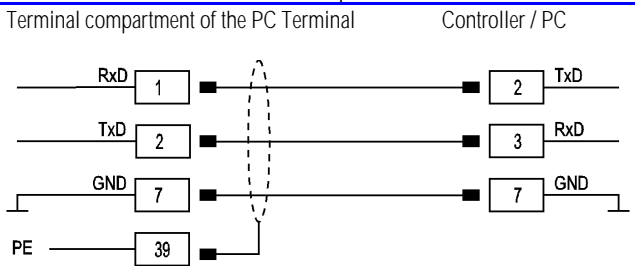 Terminal compartment of the PC Terminal Controller / PC
RxD 1 2 TxD
TxD 2 3 RxD
GND 7 7 GND
PE 39